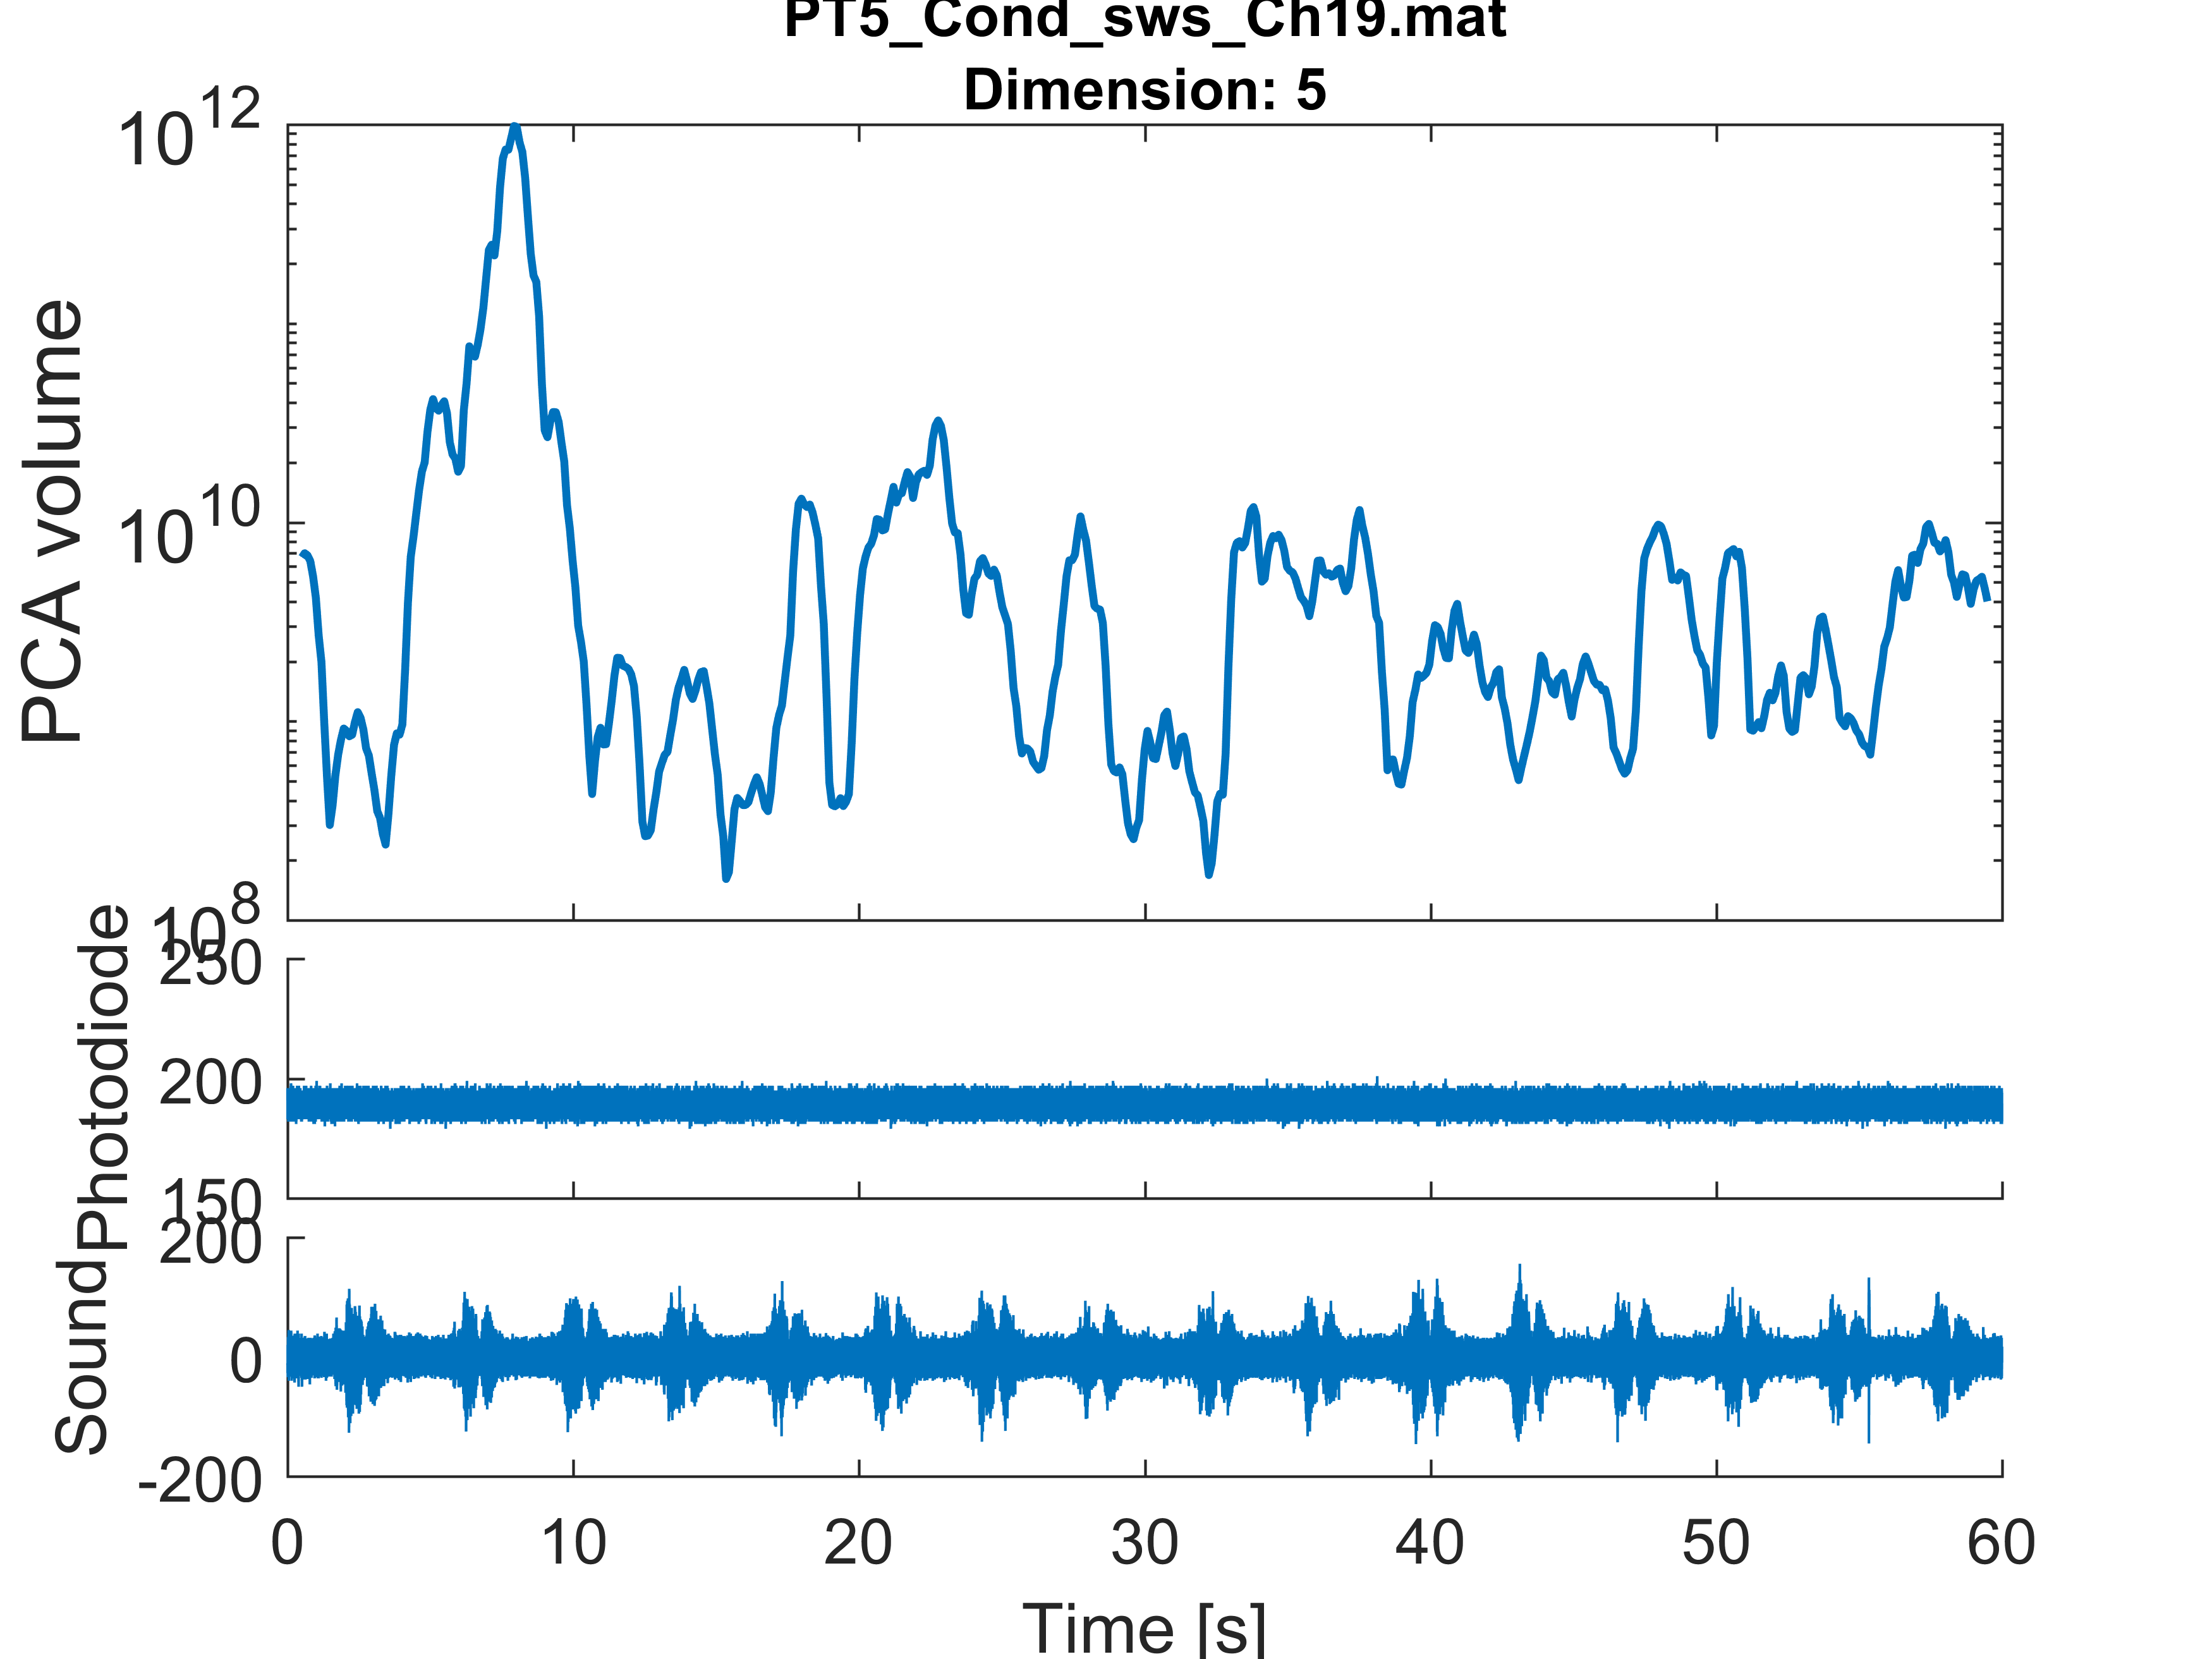 PT5_Cond_sws_Ch19.mat
Dimension: 5
PCA volume
10^12
10^10
10^8
Photodiode
250
200
150
Sound
200
0
-200
0 10 20 30 40 50 60
Time [s]